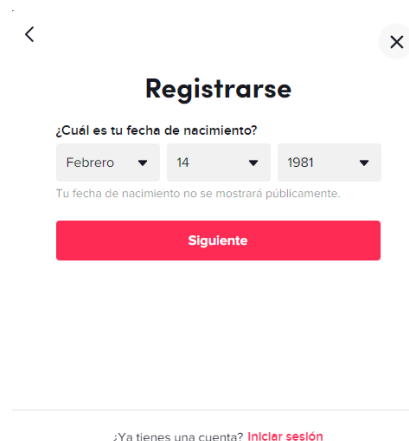 Registrarse
¿Cuál es tu fecha de nacimiento?
Febrero 14 1981
Tu fecha de nacimiento no se mostrará públicamente.
Siguiente
¿Ya tienes una cuenta? Iniciar sesión